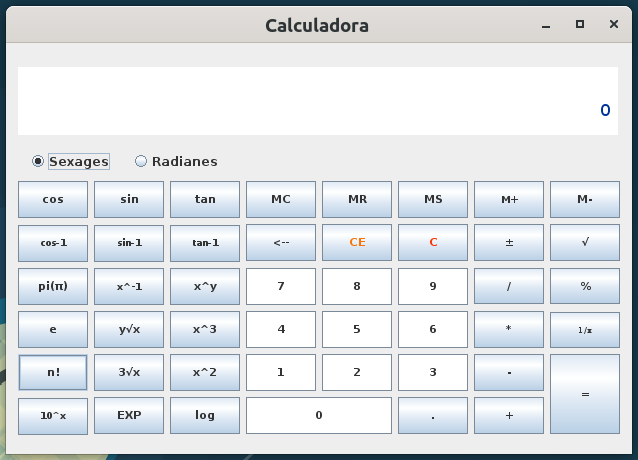 Calculadora
0
Sexages Radianes
cos sin tan MC MR MS M+ M-
cos-1 sin-1 tan-1 <-- CE C ± √
pi(π) x^-1 x^y 7 8 9 / %
e y√x x^3 4 5 6 * 1/x
n! 3√x x^2 1 2 3 - =
10^x EXP log 0 . +